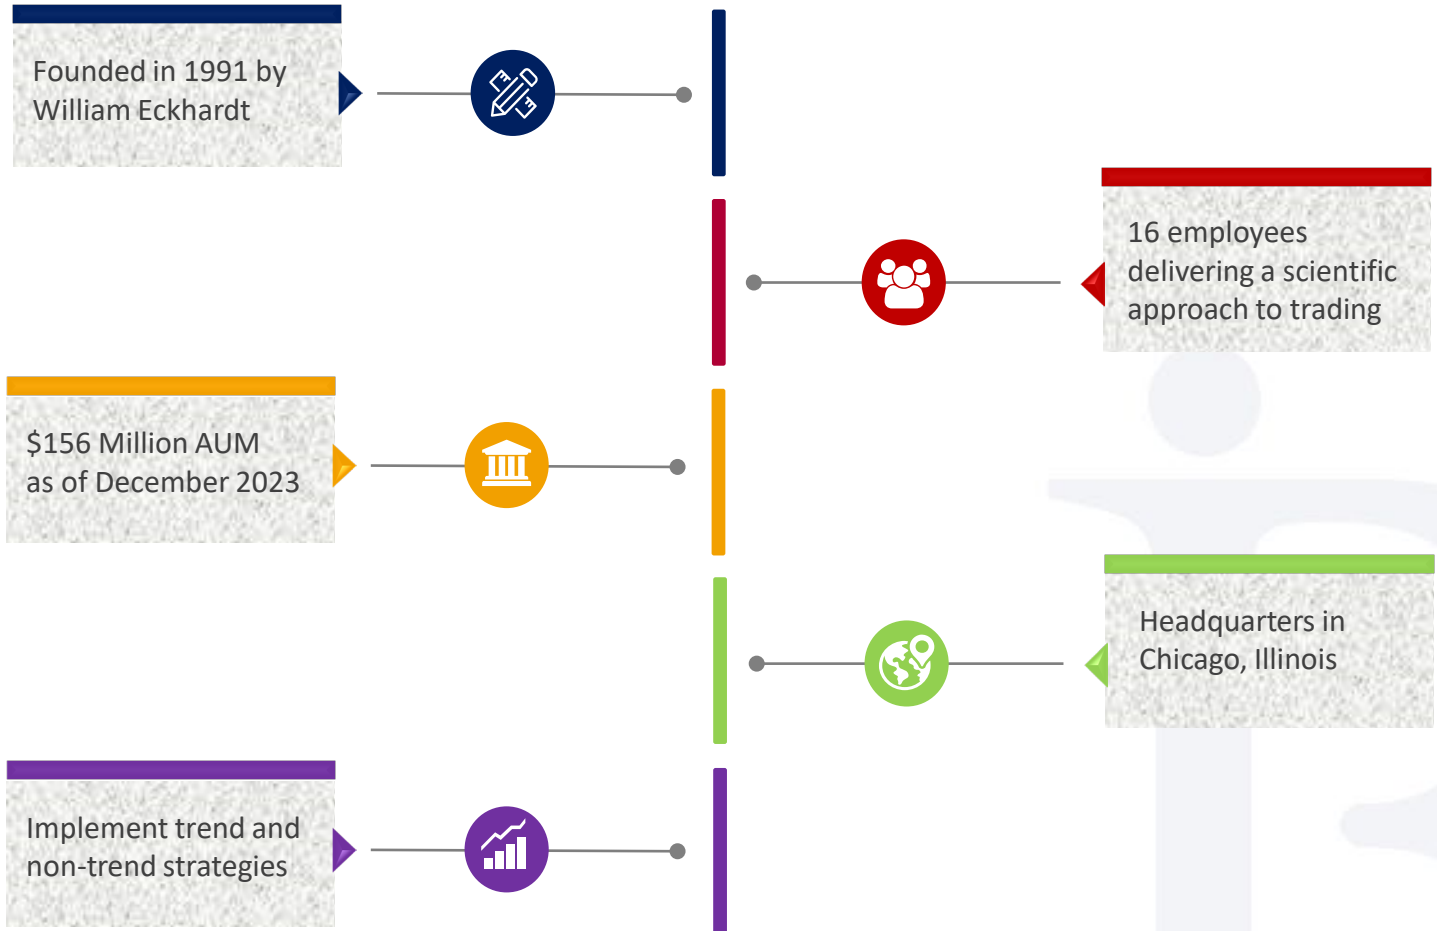 Founded in 1991 by
William Eckhardt
16 employees
delivering a scientific
approach to trading
$156 Million AUM
as of December 2023
Headquarters in
Chicago, Illinois
Implement trend and
non-trend strategies